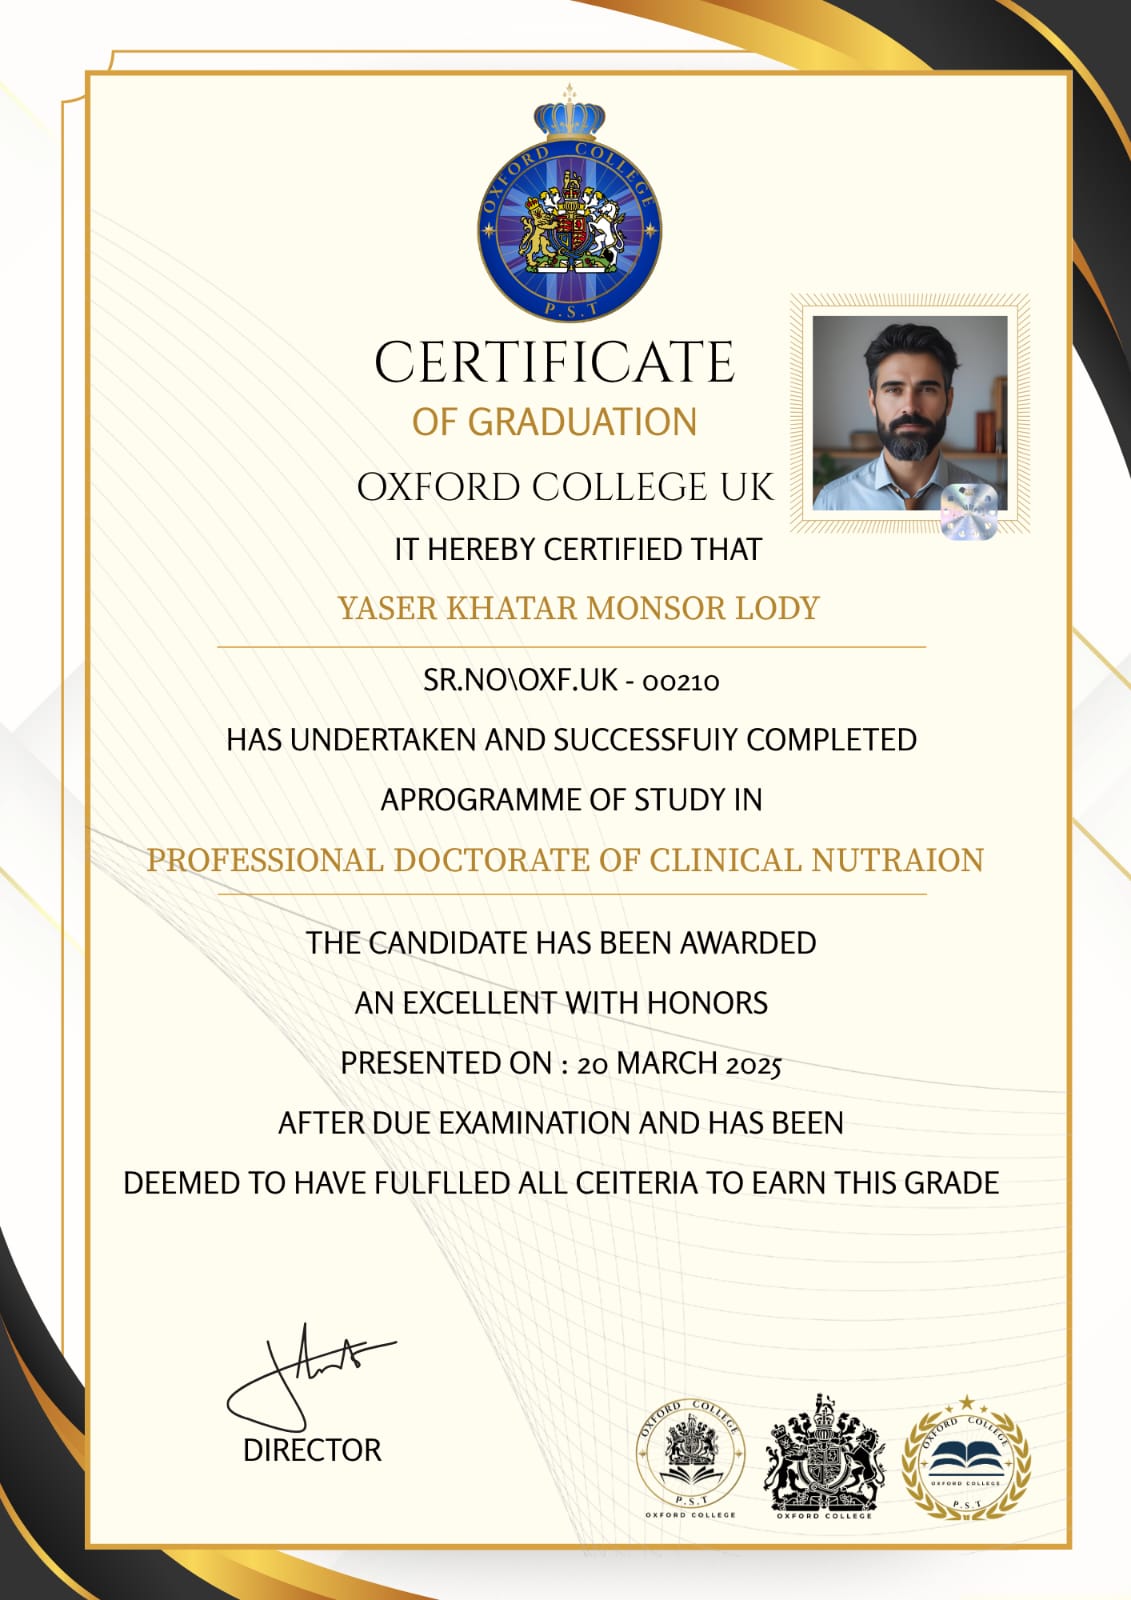 OXFORD COLLEGE
P.S.T
CERTIFICATE
OF GRADUATION
OXFORD COLLEGE UK
IT HEREBY CERTIFIED THAT
YASER KHATAR MONSOR LODY
SR.NO\OXF.UK - 00210
HAS UNDERTAKEN AND SUCCESSFUIY COMPLETED
APROGRAMME OF STUDY IN
PROFESSIONAL DOCTORATE OF CLINICAL NUTRAION
THE CANDIDATE HAS BEEN AWARDED
AN EXCELLENT WITH HONORS
PRESENTED ON : 20 MARCH 2025
AFTER DUE EXAMINATION AND HAS BEEN
DEEMED TO HAVE FULFLLED ALL CEITERIA TO EARN THIS GRADE
DIRECTOR
OXFORD COLLEGE
P.S.T
OXFORD COLLEGE
OXFORD COLLEGE
OXFORD COLLEGE
OXFORD COLLEGE
P.S.T